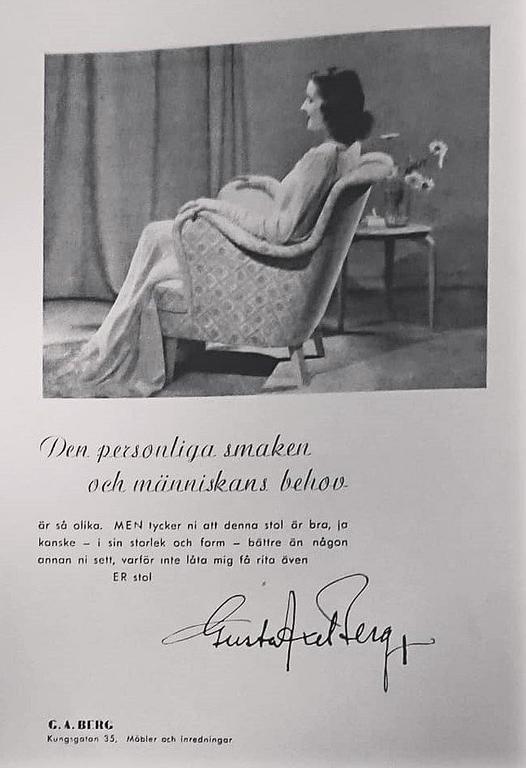 Den personliga smaken
och människans behov
är så olika. MEN tycker ni att denna stol är bra, ja
kanske – i sin storlek och form – bättre än någon
annan ni sett, varför inte låta mig få rita även
ER stol
Gustaf Axel Berg
G. A. BERG
Kungsgatan 35, Möbler och inredningar